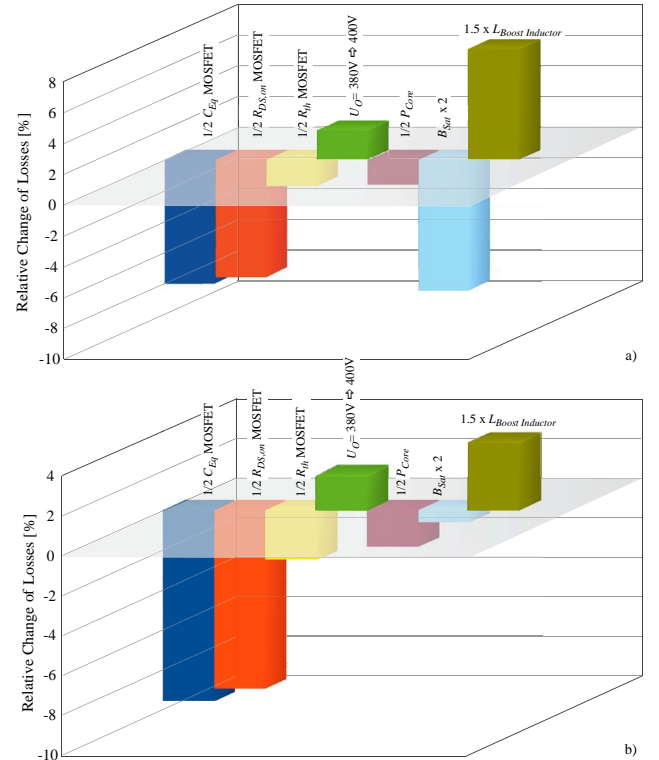 1.5 x L_Boost Inductor
1/2 C_Eq MOSFET
1/2 R_DS,on MOSFET
1/2 R_th MOSFET
U_O= 380V ⇨ 400V
1/2 P_Core
B_Sat x 2
Relative Change of Losses [%]
8
6
4
2
0
-2
-4
-6
-8
-10
a)
1/2 C_Eq MOSFET
1/2 R_DS,on MOSFET
1/2 R_th MOSFET
U_O= 380V ⇨ 400V
1/2 P_Core
B_Sat x 2
1.5 x L_Boost Inductor
Relative Change of Losses [%]
4
2
0
-2
-4
-6
-8
-10
b)